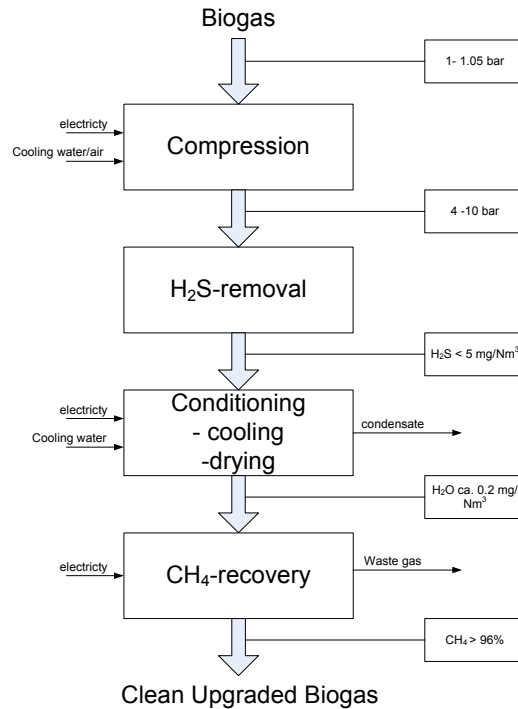 Biogas
1- 1.05 bar
electricty
Cooling water/air
Compression
4 -10 bar
H₂S-removal
H₂S < 5 mg/Nm³
electricty
Cooling water
Conditioning
- cooling
-drying
condensate
H₂O ca. 0.2 mg/
Nm³
electricty
CH₄-recovery
Waste gas
CH₄ > 96%
Clean Upgraded Biogas